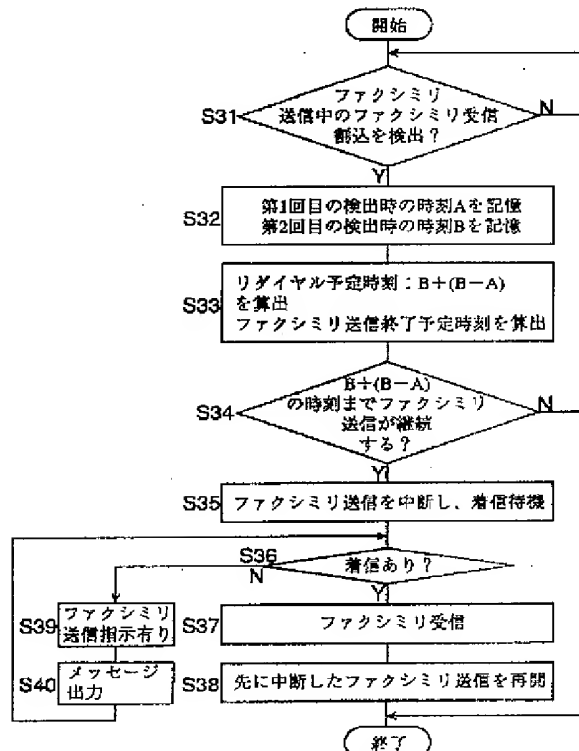 開始
S31
ファクシミリ
送信中のファクシミリ受信
割込を検出？
N
Y
S32
第1回目の検出時の時刻Aを記憶
第2回目の検出時の時刻Bを記憶
S33
リダイヤル予定時刻：B+(B-A)
を算出
ファクシミリ送信終了予定時刻を算出
S34
B+(B-A)
の時刻までファクシミリ
送信が継続
する？
N
Y
S35
ファクシミリ送信を中断し、着信待機
S36
着信あり？
N
Y
S39
ファクシミリ
送信指示有り
S37
ファクシミリ受信
S40
メッセージ
出力
S38
先に中断したファクシミリ送信を再開
終了